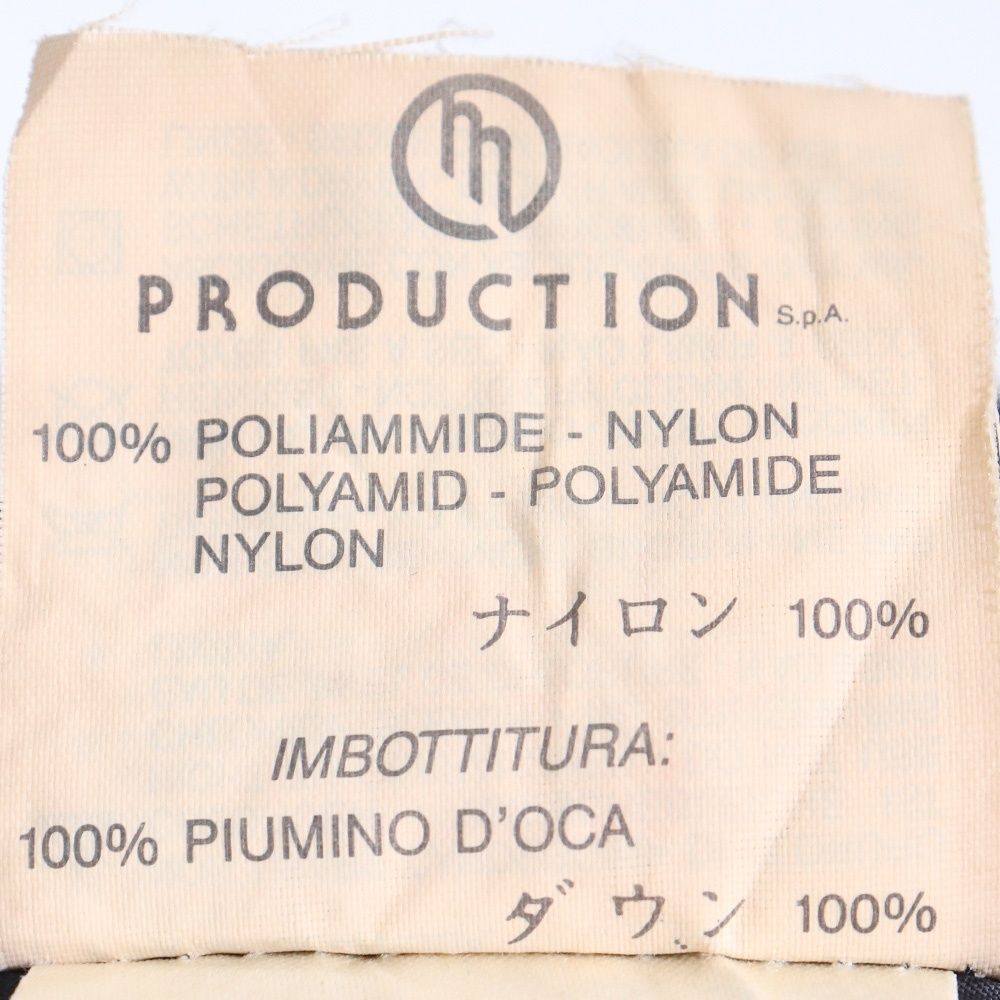 m
PRODUCTION S.p.A.
100% POLIAMMIDE - NYLON
POLYAMID - POLYAMIDE
NYLON
ナイロン 100%
IMBOTTITURA:
100% PIUMINO D'OCA
ダウン 100%